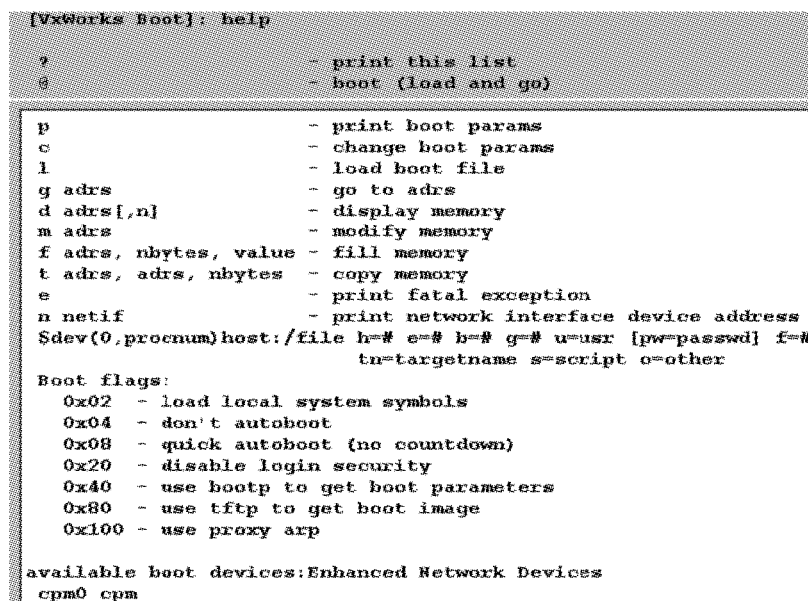 [VxWorks Boot]: help
? - print this list
@ - boot (load and go)
p - print boot params
c - change boot params
l - load boot file
g adrs - go to adrs
d adrs[,n] - display memory
m adrs - modify memory
f adrs, nbytes, value - fill memory
t adrs, adrs, nbytes - copy memory
e - print fatal exception
n netif - print network interface device address
$dev(0,procnum)host:/file h=# e=# b=# g=# u=usr [pw=passwd] f=#
tn=targetname s=script o=other
Boot flags:
0x02 - load local system symbols
0x04 - don't autoboot
0x08 - quick autoboot (no countdown)
0x20 - disable login security
0x40 - use bootp to get boot parameters
0x80 - use tftp to get boot image
0x100 - use proxy arp
available boot devices:Enhanced Network Devices
cpm0 cpm